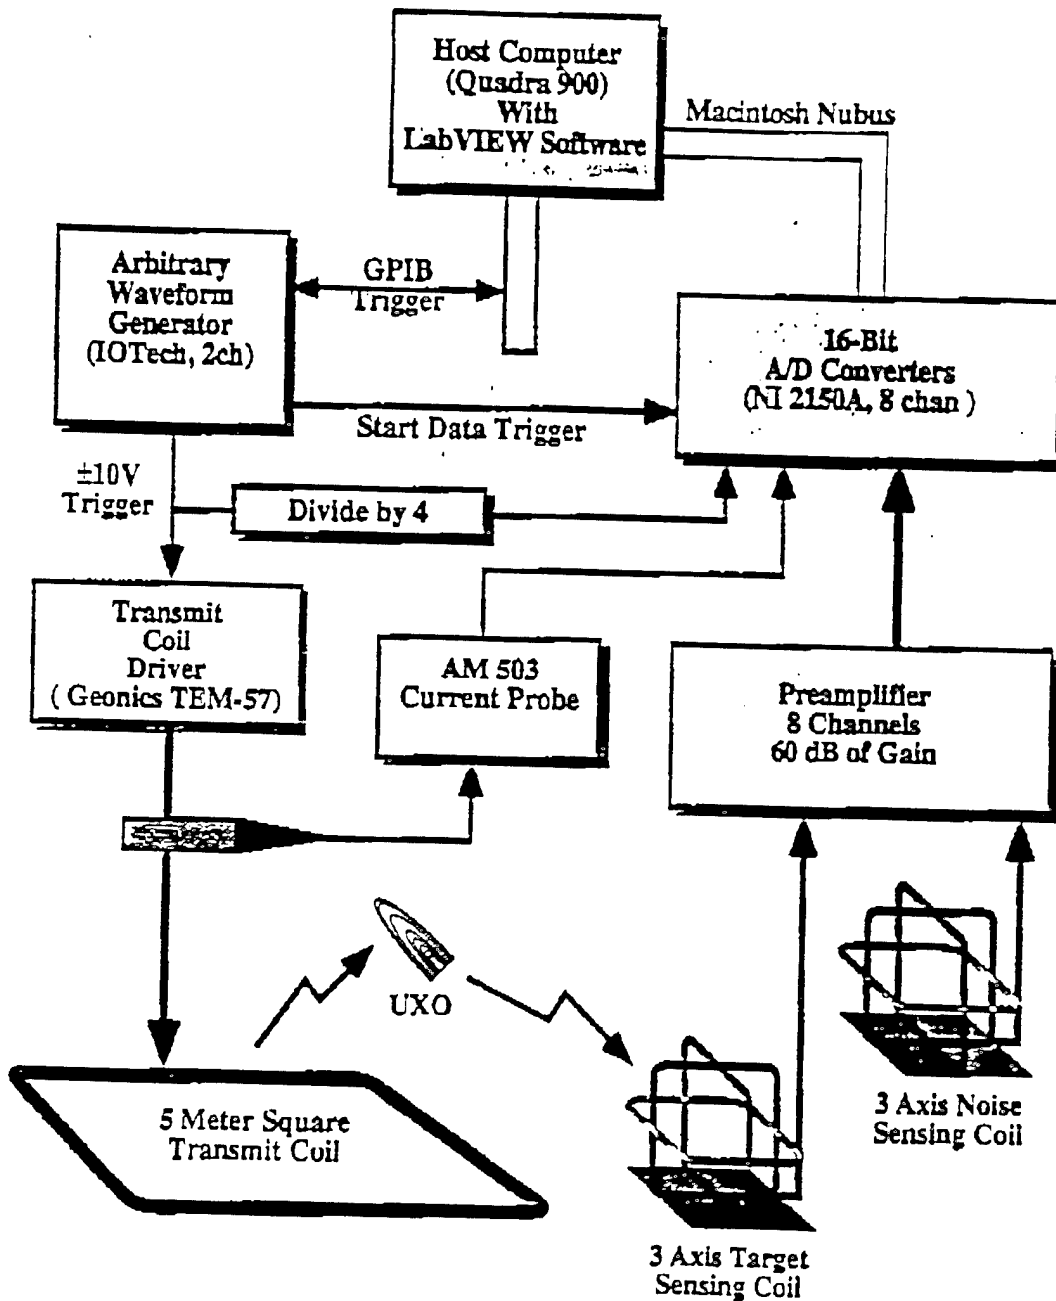 Host Computer
(Quadra 900)
With
LabVIEW Software
Macintosh Nubus
Arbitrary
Waveform
Generator
(IOTech, 2ch)
GPIB
Trigger
16-Bit
A/D Converters
(NI 2150A, 8 chan )
Start Data Trigger
±10V
Trigger
Divide by 4
Transmit
Coil
Driver
( Geonics TEM-57)
AM 503
Current Probe
Preamplifier
8 Channels
60 dB of Gain
UXO
5 Meter Square
Transmit Coil
3 Axis Noise
Sensing Coil
3 Axis Target
Sensing Coil